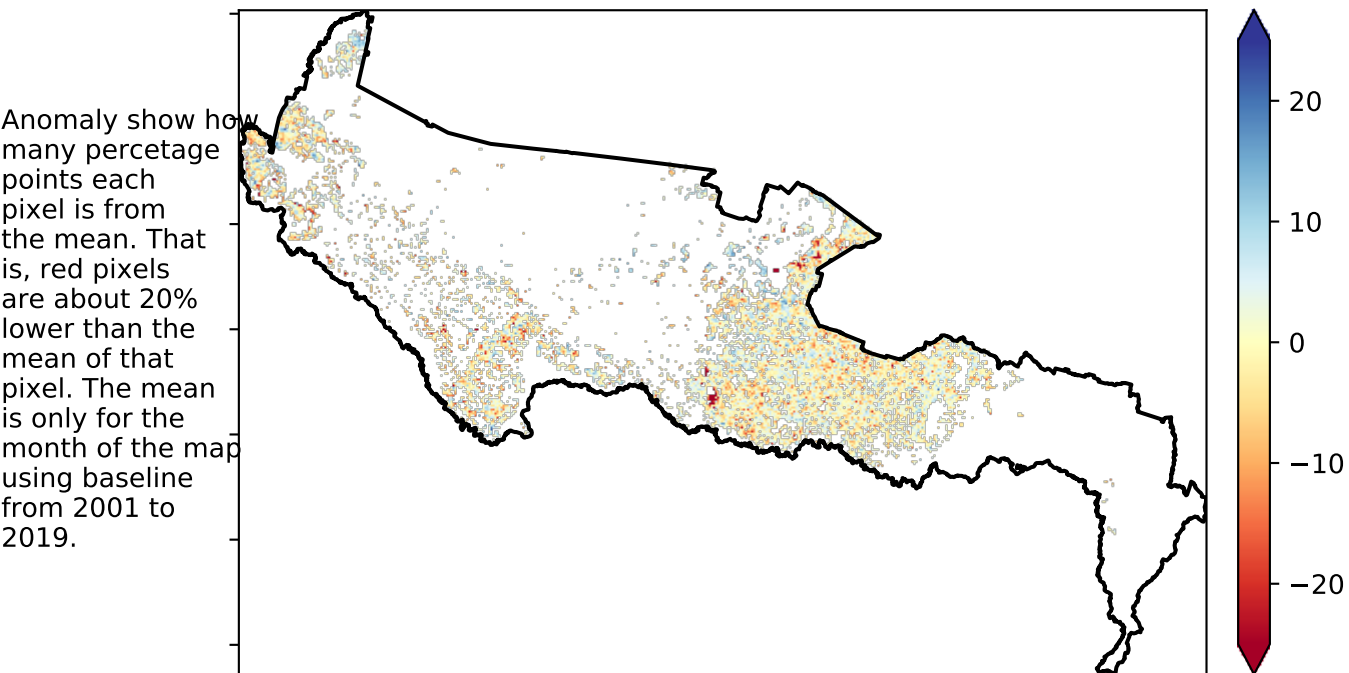 Anomaly show how
many percetage
points each
pixel is from
the mean. That
is, red pixels
are about 20%
lower than the
mean of that
pixel. The mean
is only for the
month of the map
using baseline
from 2001 to
2019.
20
10
0
−10
−20